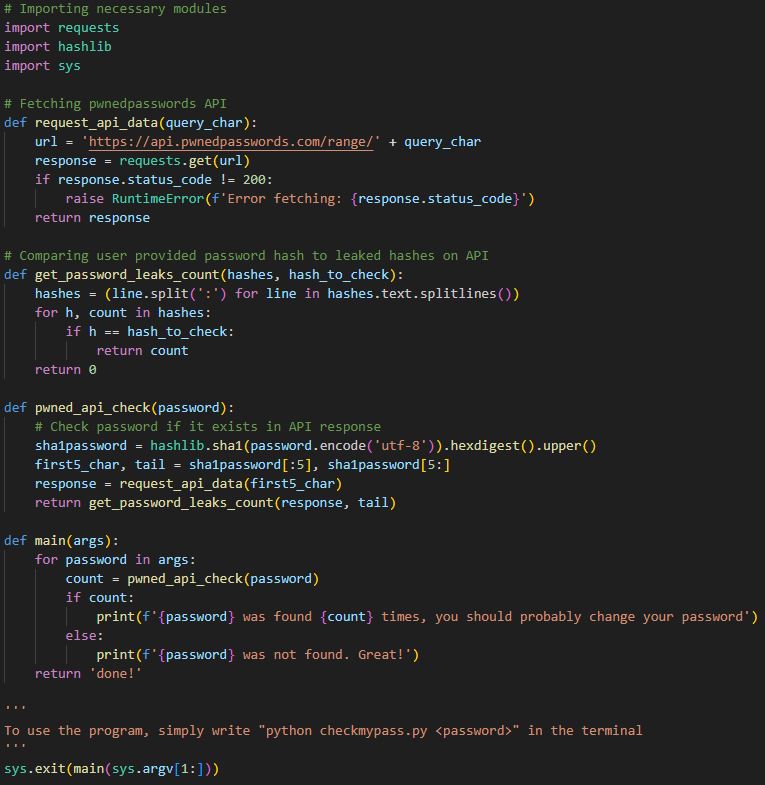 # Importing necessary modules
import requests
import hashlib
import sys

# Fetching pwnedpasswords API
def request_api_data(query_char):
    url = 'https://api.pwnedpasswords.com/range/' + query_char
    response = requests.get(url)
    if response.status_code != 200:
        raise RuntimeError(f'Error fetching: {response.status_code}')
    return response

# Comparing user provided password hash to leaked hashes on API
def get_password_leaks_count(hashes, hash_to_check):
    hashes = (line.split(':') for line in hashes.text.splitlines())
    for h, count in hashes:
        if h == hash_to_check:
            return count
    return 0

def pwned_api_check(password):
    # Check password if it exists in API response
    sha1password = hashlib.sha1(password.encode('utf-8')).hexdigest().upper()
    first5_char, tail = sha1password[:5], sha1password[5:]
    response = request_api_data(first5_char)
    return get_password_leaks_count(response, tail)

def main(args):
    for password in args:
        count = pwned_api_check(password)
        if count:
            print(f'{password} was found {count} times, you should probably change your password')
        else:
            print(f'{password} was not found. Great!')
    return 'done!'

'''
To use the program, simply write "python checkmypass.py <password>" in the terminal
'''
sys.exit(main(sys.argv[1:]))